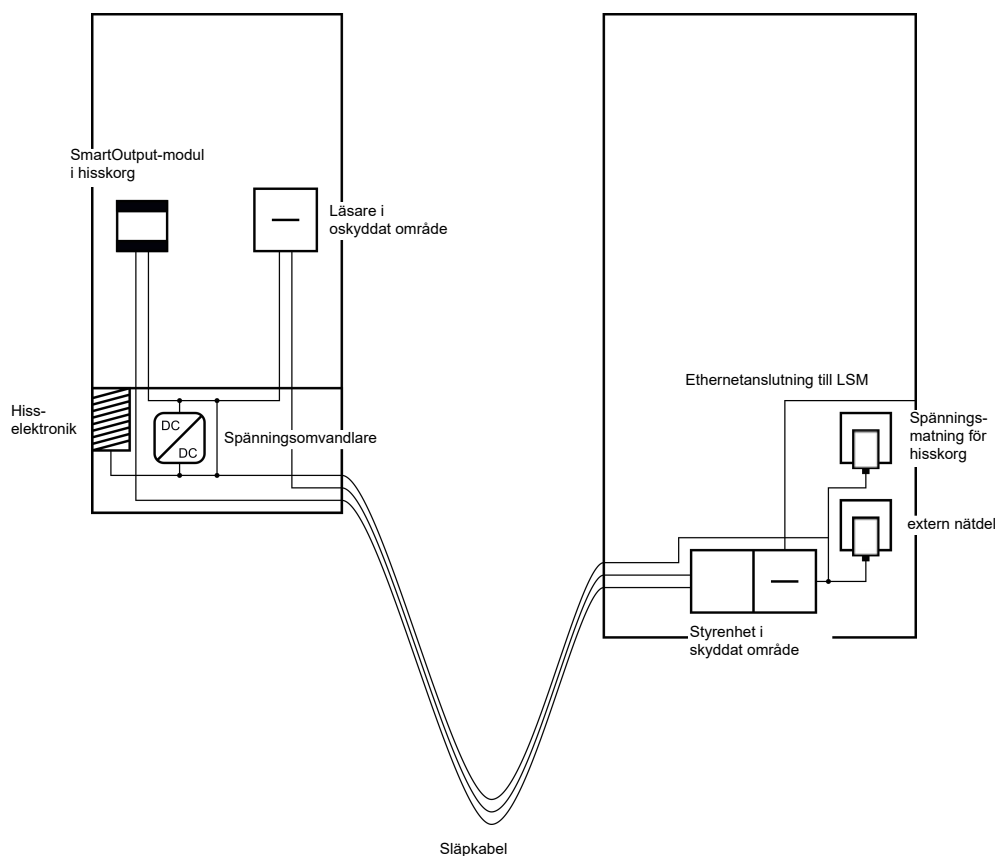 SmartOutput-modul
i hisskorg
Läsare i
oskyddat område
Hiss-
elektronik
DC
DC
Spänningsomvandlare
Ethernetanslutning till LSM
Spännings-
matning för
hisskorg
extern nätdel
Styrenhet i
skyddat område
Släpkabel